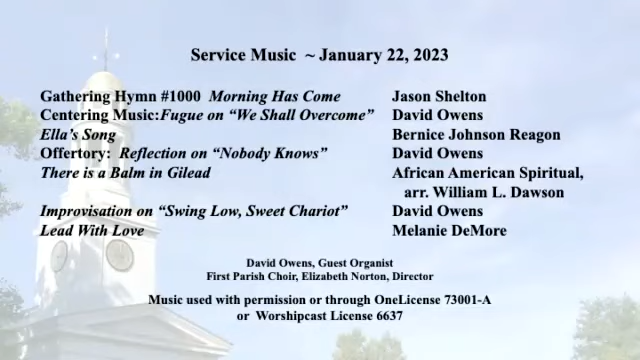 Service Music ~ January 22, 2023
Gathering Hymn #1000 Morning Has Come Jason Shelton
Centering Music:Fugue on “We Shall Overcome” David Owens
Ella’s Song Bernice Johnson Reagon
Offertory: Reflection on “Nobody Knows” David Owens
There is a Balm in Gilead African American Spiritual,
arr. William L. Dawson
Improvisation on “Swing Low, Sweet Chariot” David Owens
Lead With Love Melanie DeMore
David Owens, Guest Organist
First Parish Choir, Elizabeth Norton, Director
Music used with permission or through OneLicense 73001-A
or Worshipcast License 6637